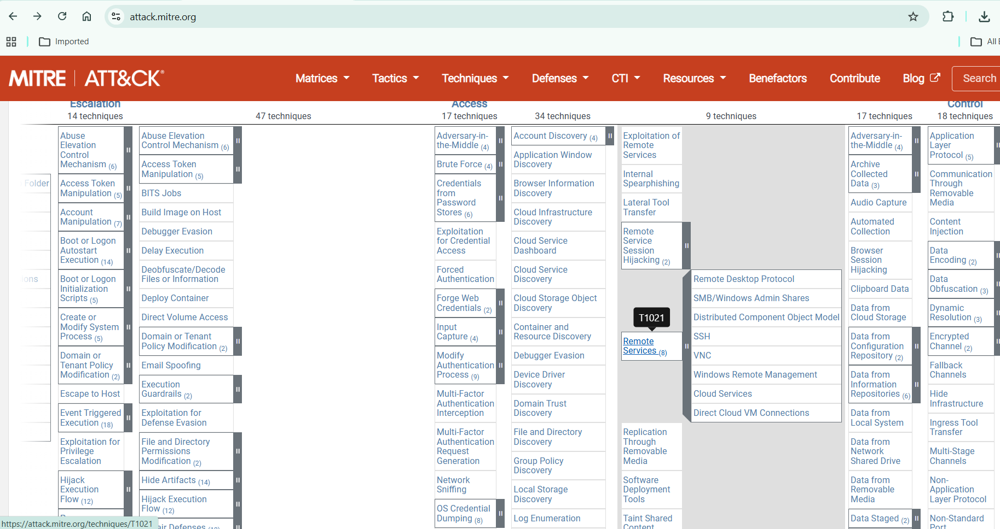 attack.mitre.org
Imported
All
MITRE | ATT&CK®
Matrices
Tactics
Techniques
Defenses
CTI
Resources
Benefactors
Contribute
Blog
Search
Escalation
14 techniques
47 techniques
Access
17 techniques
34 techniques
9 techniques
17 techniques
Control
18 techniques
Folder
ions
Abuse
Elevation
Control
Mechanism (6)
Access Token
Manipulation (5)
Account
Manipulation (7)
Boot or Logon
Autostart
Execution (14)
Boot or Logon
Initialization
Scripts (5)
Create or
Modify System
Process (5)
Domain or
Tenant Policy
Modification (2)
Escape to Host
Event Triggered
Execution (18)
Exploitation for
Privilege
Escalation
Hijack
Execution
Flow (12)
Abuse Elevation
Control Mechanism (6)
Access Token
Manipulation (5)
BITS Jobs
Build Image on Host
Debugger Evasion
Delay Execution
Deobfuscate/Decode
Files or Information
Deploy Container
Direct Volume Access
Domain or Tenant
Policy Modification (2)
Email Spoofing
Execution
Guardrails (2)
Exploitation for
Defense Evasion
File and Directory
Permissions
Modification (2)
Hide Artifacts (14)
Hijack Execution
Flow (12)
air Defenses
Adversary-in-
the-Middle (4)
Brute Force (4)
Credentials
from
Password
Stores (6)
Exploitation
for Credential
Access
Forced
Authentication
Forge Web
Credentials (2)
Input
Capture (4)
Modify
Authentication
Process (9)
Multi-Factor
Authentication
Interception
Multi-Factor
Authentication
Request
Generation
Network
Sniffing
OS Credential
Dumping (8)
Account Discovery (4)
Application Window
Discovery
Browser Information
Discovery
Cloud Infrastructure
Discovery
Cloud Service
Dashboard
Cloud Service
Discovery
Cloud Storage Object
Discovery
Container and
Resource Discovery
Debugger Evasion
Device Driver
Discovery
Domain Trust
Discovery
File and Directory
Discovery
Group Policy
Discovery
Local Storage
Discovery
Log Enumeration
Exploitation of
Remote
Services
Internal
Spearphishing
Lateral Tool
Transfer
Remote
Service
Session
Hijacking (2)
T1021
Remote
Services (8)
Remote Desktop Protocol
SMB/Windows Admin Shares
Distributed Component Object Model
SSH
VNC
Windows Remote Management
Cloud Services
Direct Cloud VM Connections
Replication
Through
Removable
Media
Software
Deployment
Tools
Taint Shared
Content
Adversary-in-
the-Middle (4)
Archive
Collected
Data (3)
Audio Capture
Automated
Collection
Browser
Session
Hijacking
Clipboard Data
Data from
Cloud Storage
Data from
Configuration
Repository (2)
Data from
Information
Repositories (6)
Data from
Local System
Data from
Network
Shared Drive
Data from
Removable
Media
Data Staged (2)
Application
Layer
Protocol (5)
Communication
Through
Removable
Media
Content
Injection
Data
Encoding (2)
Data
Obfuscation (3)
Dynamic
Resolution (3)
Encrypted
Channel (2)
Fallback
Channels
Hide
Infrastructure
Ingress Tool
Transfer
Multi-Stage
Channels
Non-
Application
Layer Protocol
Non-Standard
Port
https://attack.mitre.org/techniques/T1021